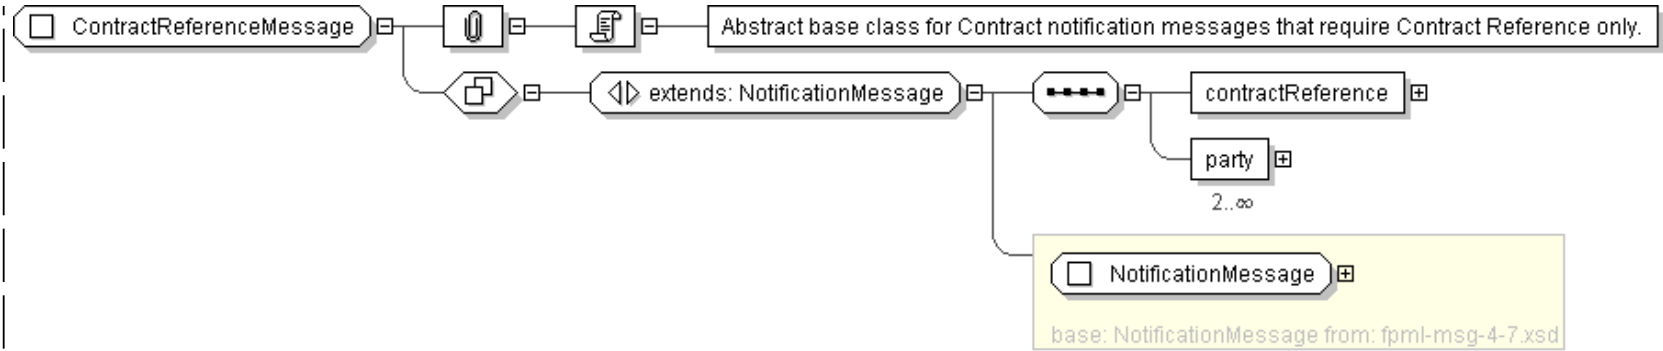 ContractReferenceMessage
Abstract base class for Contract notification messages that require Contract Reference only.
extends: NotificationMessage
contractReference
party
2..∞
NotificationMessage
base: NotificationMessage from: fpml-msg-4-7.xsd